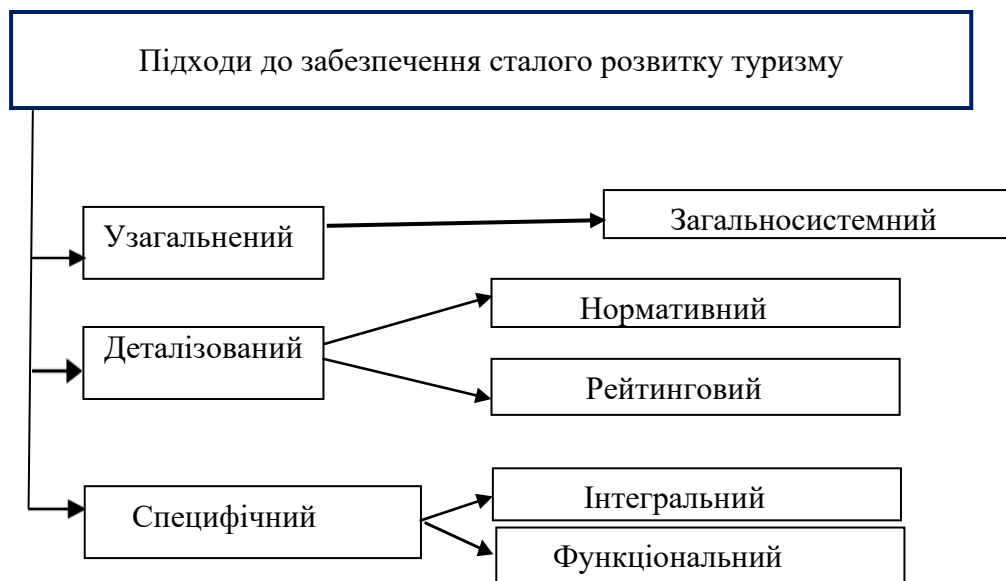 Підходи до забезпечення сталого розвитку туризму
Узагальнений
Загальносистемний
Деталізований
Нормативний
Рейтинговий
Специфічний
Інтегральний
Функціональний